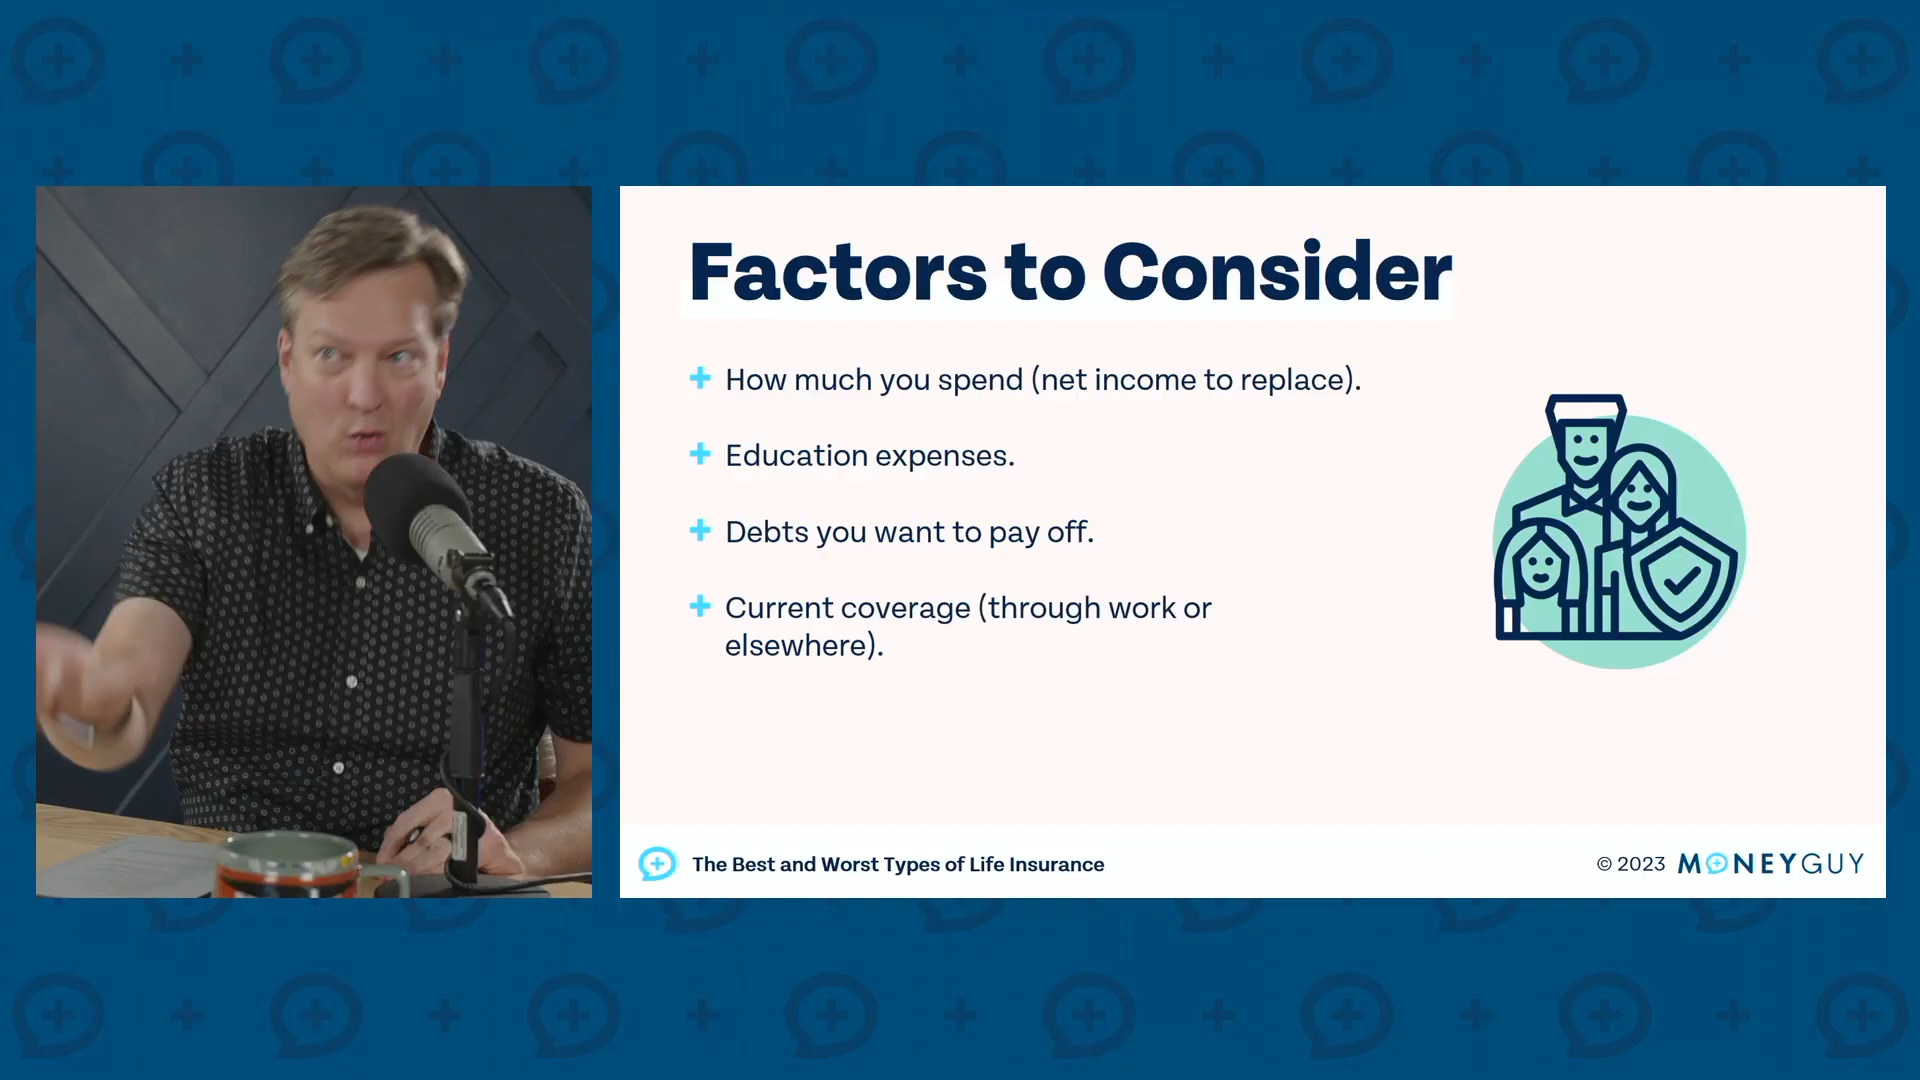 Factors to Consider
How much you spend (net income to replace).
Education expenses.
Debts you want to pay off.
Current coverage (through work or
elsewhere).
The Best and Worst Types of Life Insurance
© 2023 MONEYGUY